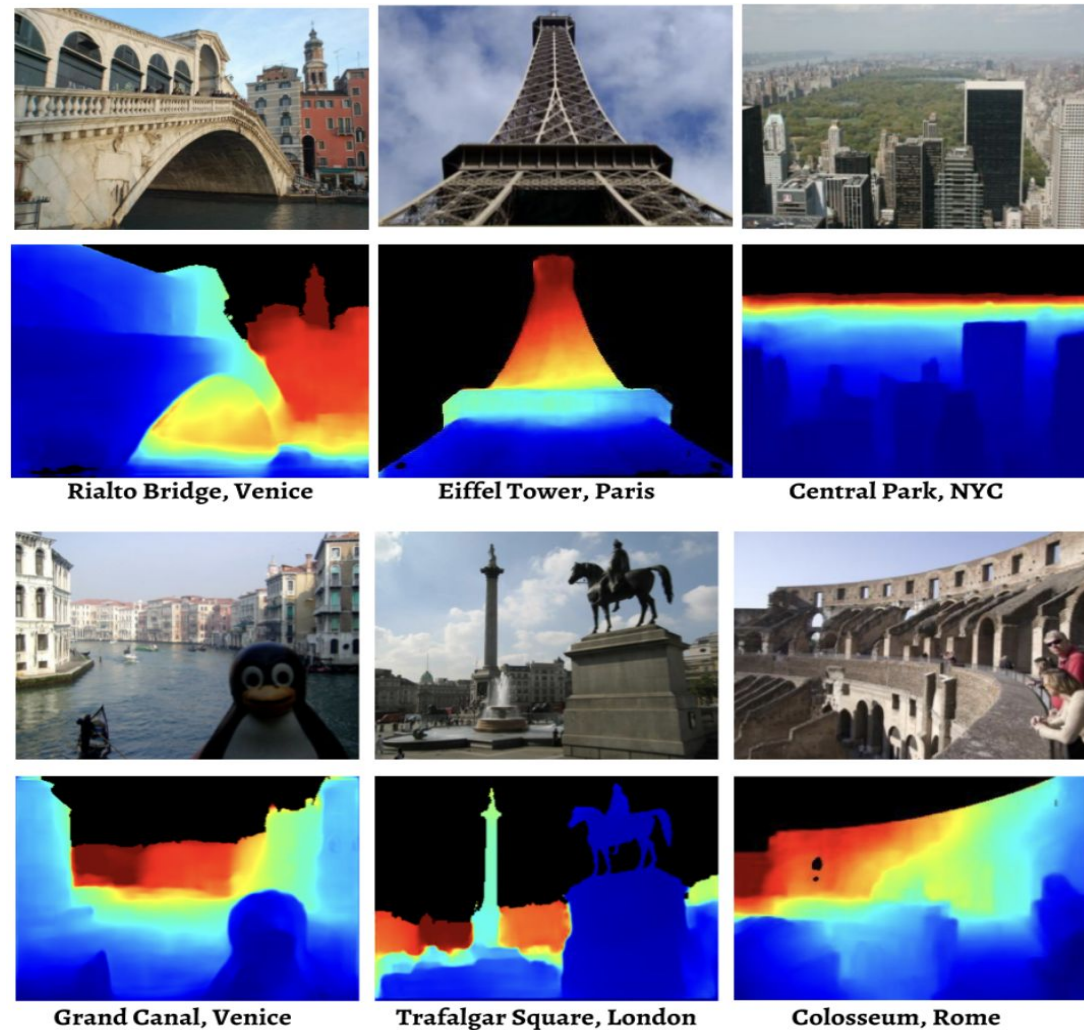 Rialto Bridge, Venice
Eiffel Tower, Paris
Central Park, NYC
Grand Canal, Venice
Trafalgar Square, London
Colosseum, Rome